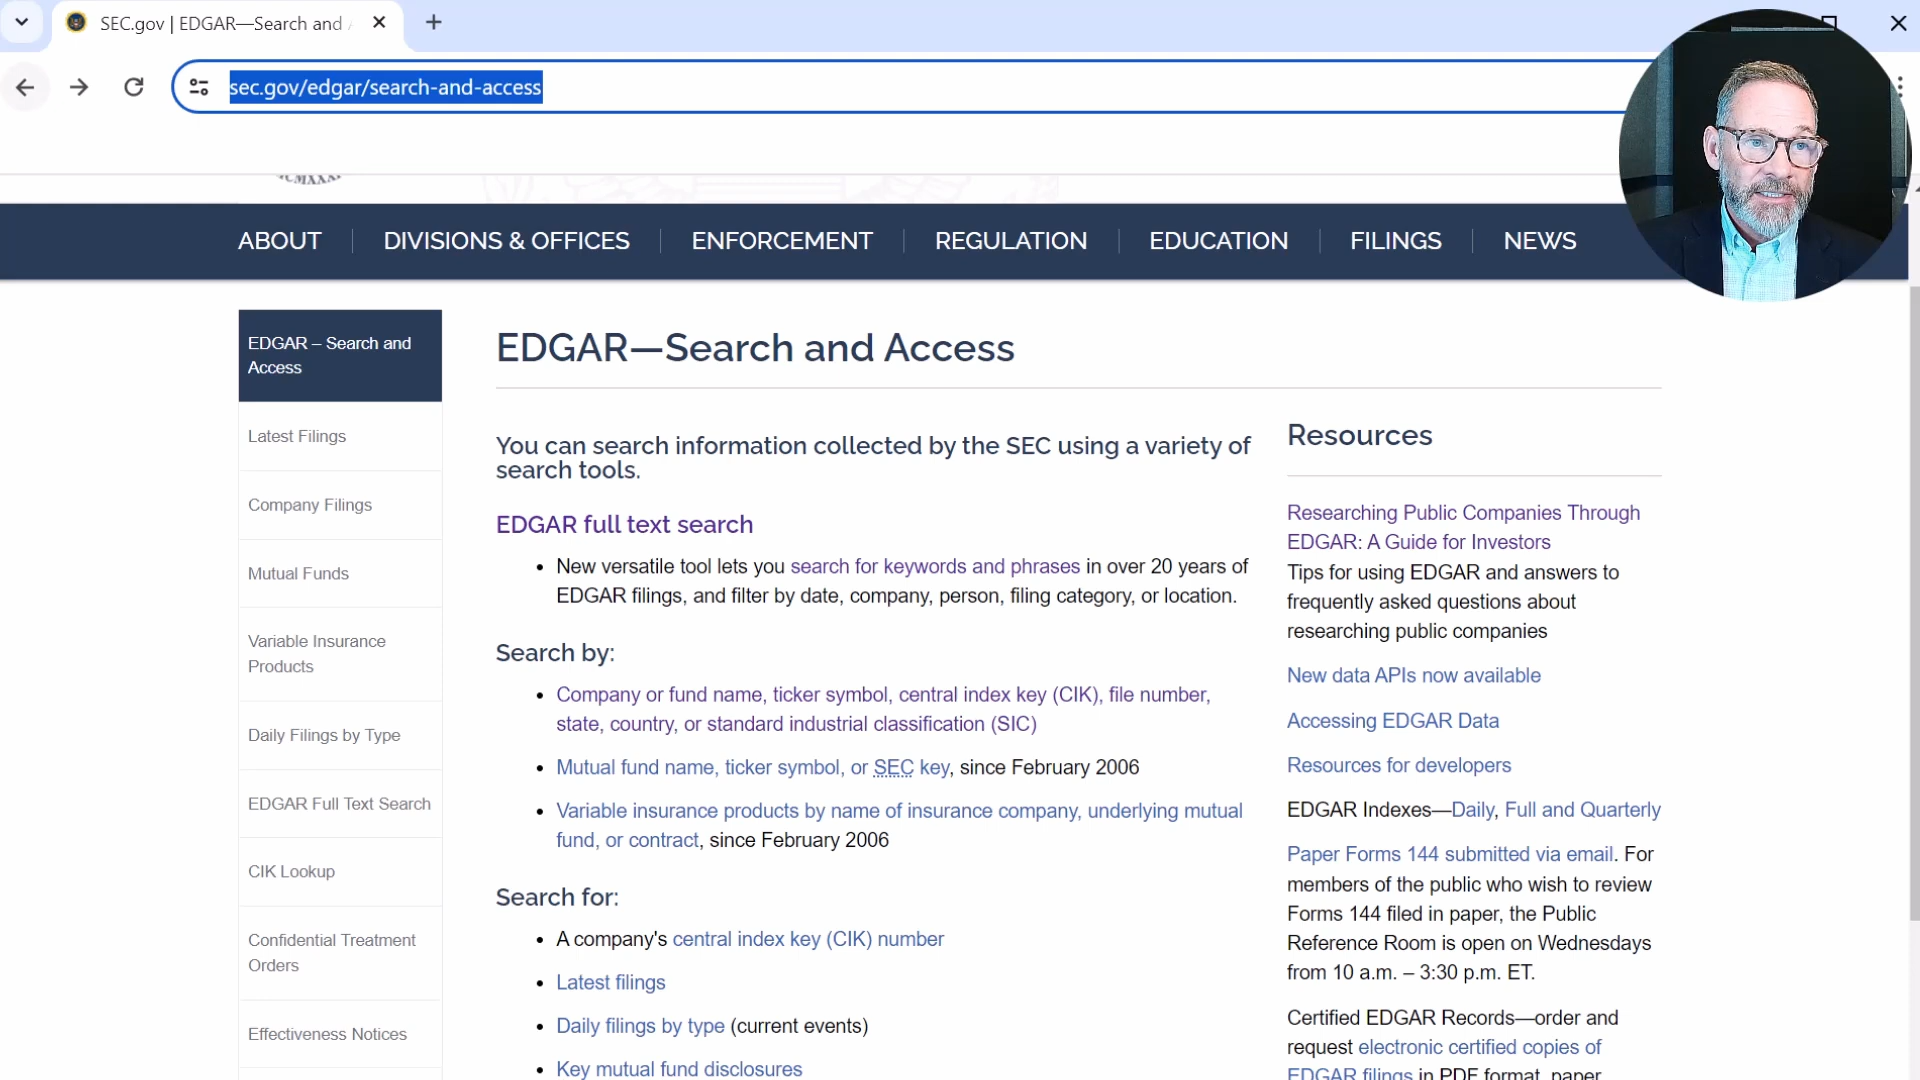 SEC.gov | EDGAR—Search and
sec.gov/edgar/search-and-access
ABOUT
DIVISIONS & OFFICES
ENFORCEMENT
REGULATION
EDUCATION
FILINGS
NEWS
EDGAR – Search and
Access
Latest Filings
Company Filings
Mutual Funds
Variable Insurance
Products
Daily Filings by Type
EDGAR Full Text Search
CIK Lookup
Confidential Treatment
Orders
Effectiveness Notices
EDGAR—Search and Access
You can search information collected by the SEC using a variety of
search tools.
EDGAR full text search
• New versatile tool lets you search for keywords and phrases in over 20 years of
EDGAR filings, and filter by date, company, person, filing category, or location.
Search by:
• Company or fund name, ticker symbol, central index key (CIK), file number,
state, country, or standard industrial classification (SIC)
• Mutual fund name, ticker symbol, or SEC key, since February 2006
• Variable insurance products by name of insurance company, underlying mutual
fund, or contract, since February 2006
Search for:
• A company's central index key (CIK) number
• Latest filings
• Daily filings by type (current events)
• Key mutual fund disclosures
Resources
Researching Public Companies Through
EDGAR: A Guide for Investors
Tips for using EDGAR and answers to
frequently asked questions about
researching public companies
New data APIs now available
Accessing EDGAR Data
Resources for developers
EDGAR Indexes—Daily, Full and Quarterly
Paper Forms 144 submitted via email. For
members of the public who wish to review
Forms 144 filed in paper, the Public
Reference Room is open on Wednesdays
from 10 a.m. – 3:30 p.m. ET.
Certified EDGAR Records—order and
request electronic certified copies of
EDGAR filings in PDF format, paper